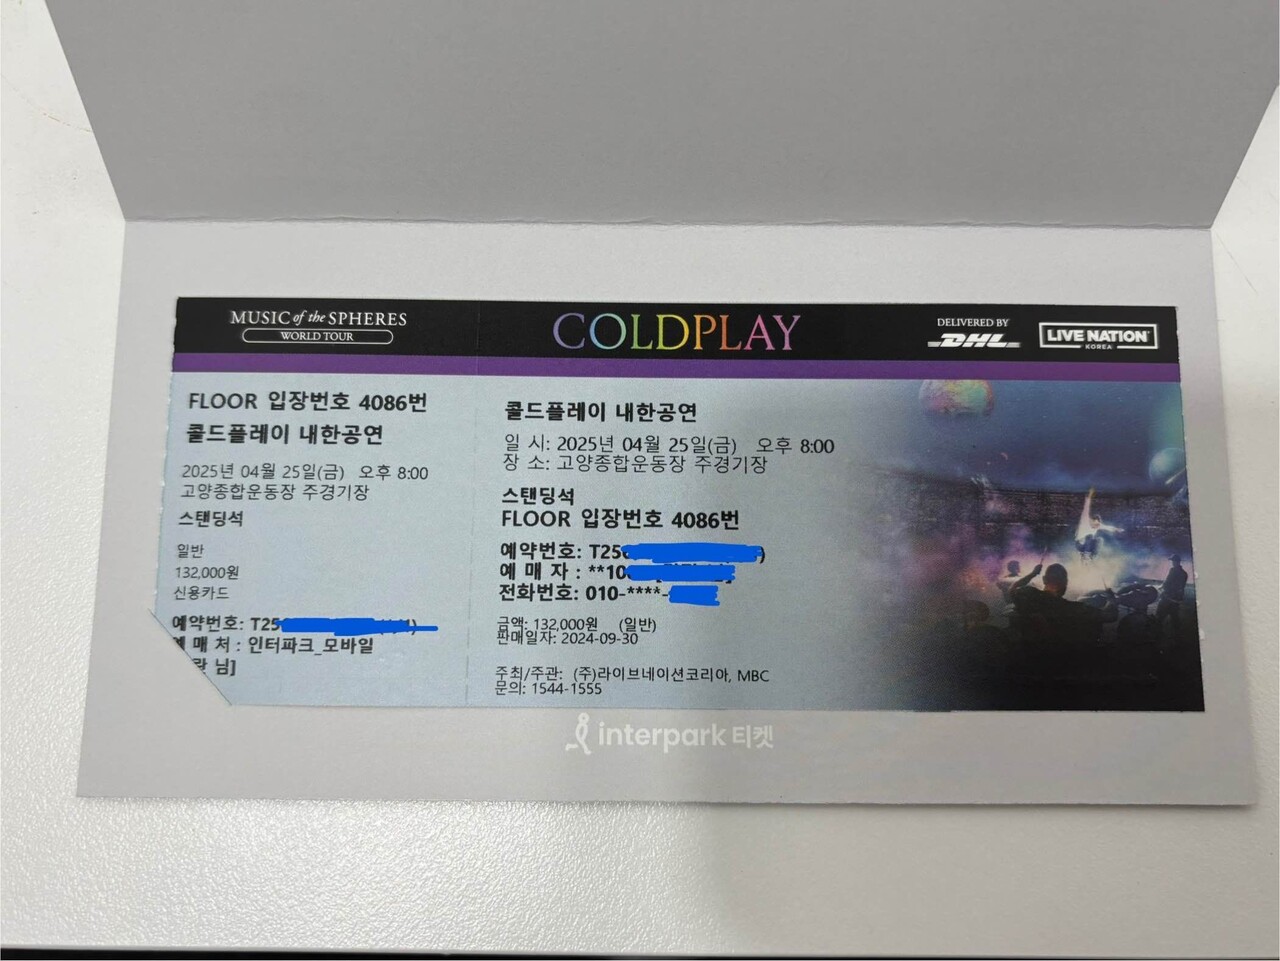 MUSIC of the SPHERES
WORLD TOUR
COLDPLAY
DELIVERED BY
DHL
LIVE NATION
KOREA
FLOOR 입장번호 4086번
콜드플레이 내한공연
2025년 04월 25일(금) 오후 8:00
고양종합운동장 주경기장
스탠딩석
일반
132,000원
신용카드
예약번호: T25
예 매 처 : 인터파크_모바일
님]
콜드플레이 내한공연
일 시: 2025년 04월 25일(금) 오후 8:00
장 소: 고양종합운동장 주경기장
스탠딩석
FLOOR 입장번호 4086번
예약번호: T25
예 매 자 : **10
전화번호: 010-****-
금액: 132,000원 (일반)
판매일자: 2024-09-30
주최/주관: (주)라이브네이션코리아, MBC
문의: 1544-1555
interpark 티켓